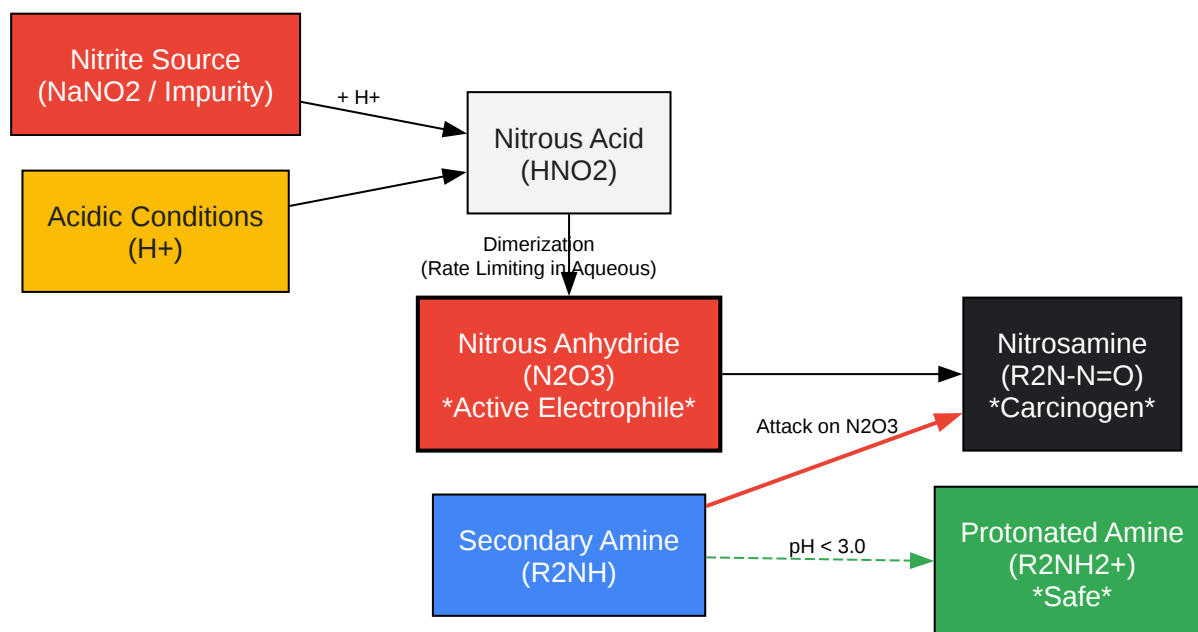 Nitrite Source
(NaNO2 / Impurity)
+ H+
Acidic Conditions
(H+)
Nitrous Acid
(HNO2)
Dimerization
(Rate Limiting in Aqueous)
Nitrous Anhydride
(N2O3)
*Active Electrophile*
Nitrosamine
(R2N-N=O)
*Carcinogen*
Attack on N2O3
Secondary Amine
(R2NH)
pH < 3.0
Protonated Amine
(R2NH2+)
*Safe*